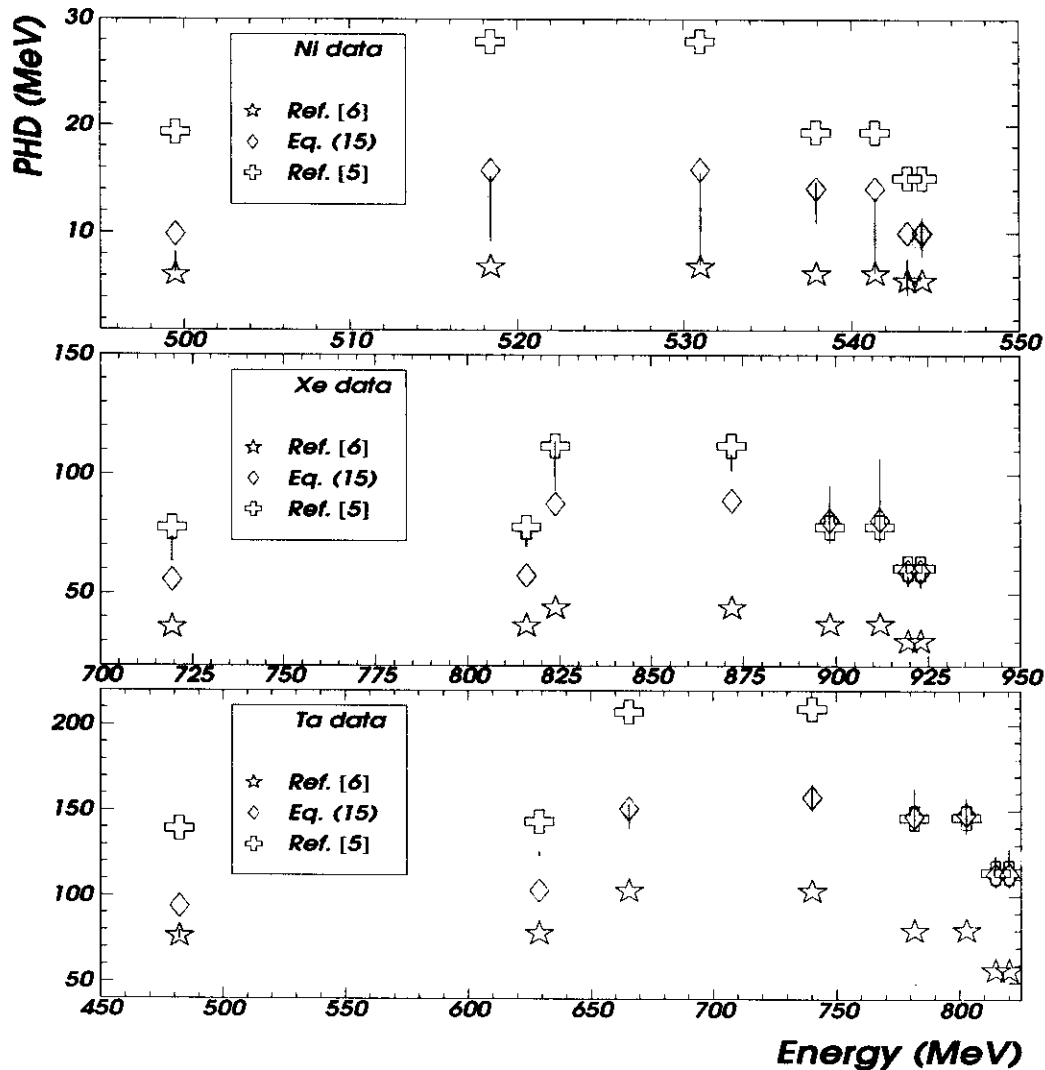 PHD (MeV)
30
20
10
Ni data
Ref. [6]
Eq. (15)
Ref. [5]
500 510 520 530 540 550
150
100
50
Xe data
Ref. [6]
Eq. (15)
Ref. [5]
700 725 750 775 800 825 850 875 900 925 950
200
150
100
50
Ta data
Ref. [6]
Eq. (15)
Ref. [5]
450 500 550 600 650 700 750 800
Energy (MeV)